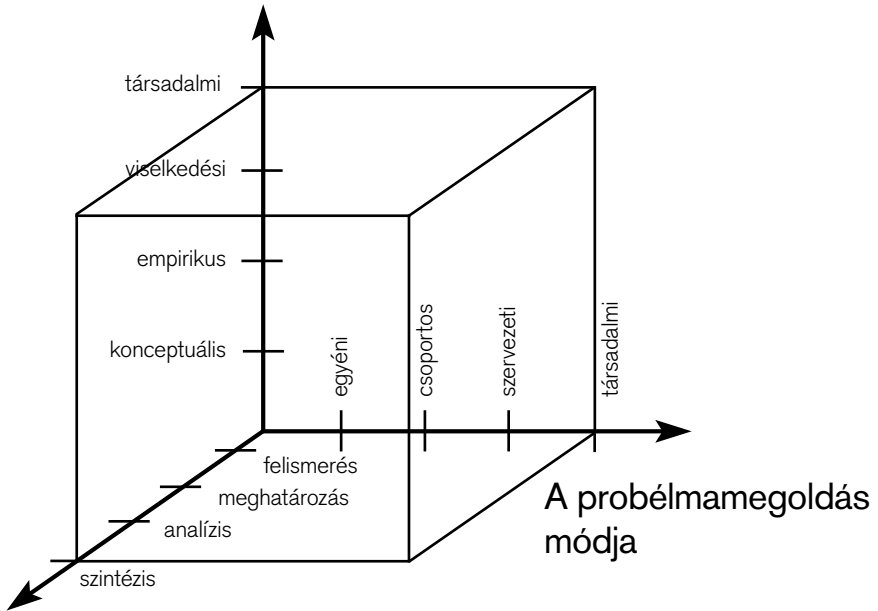 társadalmi
viselkedési
empirikus
konceptuális
egyéni
csoportos
szervezeti
társadalmi
felismerés
meghatározás
analízis
szintézis
A probélmamegoldás
módja